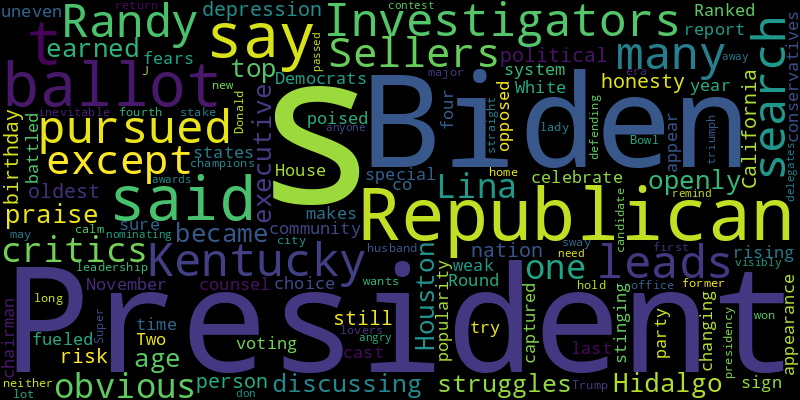 uneven
Randy
depression
Investigators
contest
Ranked
report
return
t
earned
fears
say
Sellers
political
many
search
conservatives
J
top
Democrats
system
White
year
passed
major
away
era
ballot
new
inevitable
fourth
stake
Donald
champions
S
Biden
four
straight
opposed
honesty
lady
defending
Bowl
appear
triumph
California
birthday
battled
pursued
states
poised
anyone
except
House
executive
special
co
home
celebrate
openly
delegates
oldest
awards
Lina
remind
praise
said
makes
Republican
candidate
may
calm
sure
nominating
became
community
city
husband
sway
need
first
visibly
critics
leadership
Kentucky
Houston
nation
one
leads
rising
weak
President
long
November
counsel
choice
wants
popularity
Round
captured
hold
office
former
chairman
Super
time
still
lovers
try
stinging
party
changing
presidency
won
appearance
fueled
risk
Two
age
voting
cast
angry
last
neither
lot
obvious
person
don
discussing
struggles
Trump
Hidalgo
sign